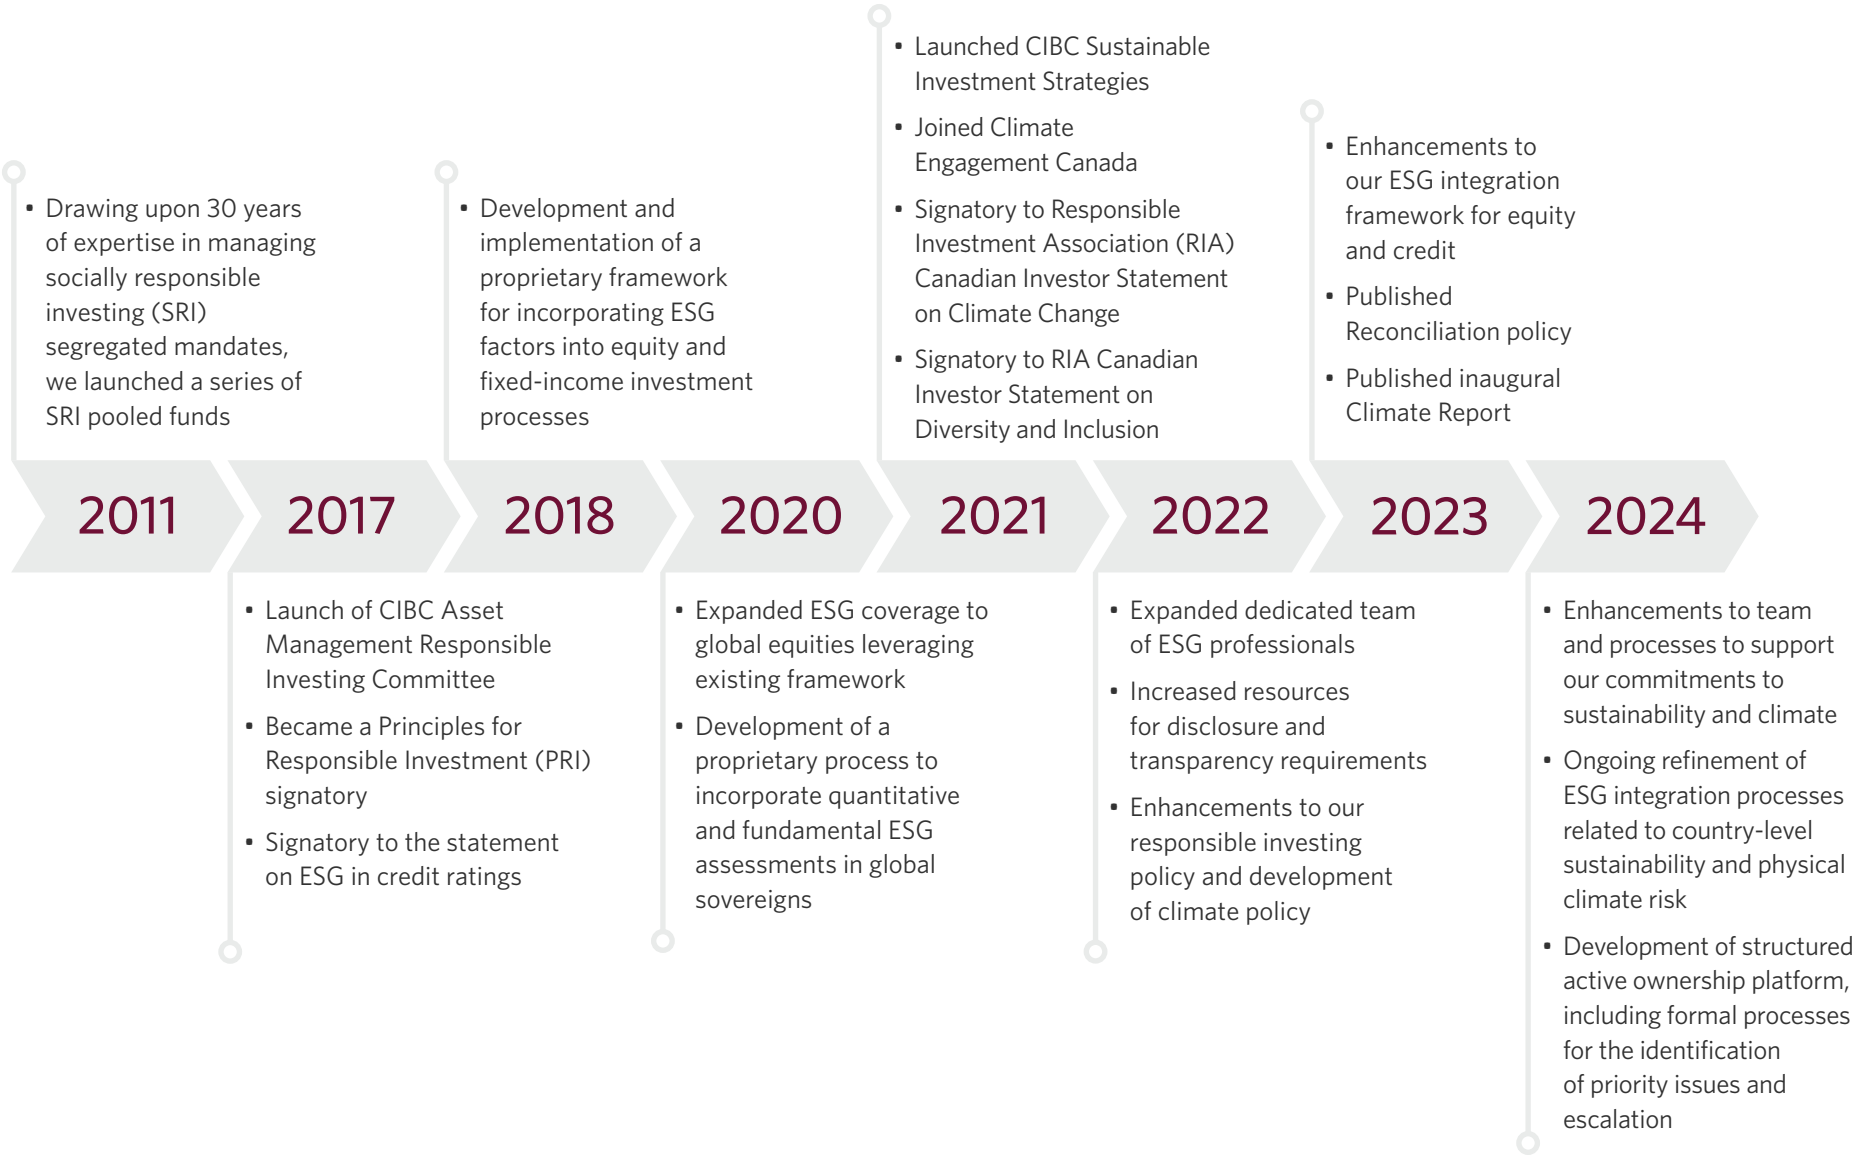 2011
• Drawing upon 30 years
of expertise in managing
socially responsible
investing (SRI)
segregated mandates,
we launched a series of
SRI pooled funds
2017
• Launch of CIBC Asset
Management Responsible
Investing Committee
• Became a Principles for
Responsible Investment (PRI)
signatory
• Signatory to the statement
on ESG in credit ratings
2018
• Development and
implementation of a
proprietary framework
for incorporating ESG
factors into equity and
fixed-income investment
processes
2020
• Expanded ESG coverage to
global equities leveraging
existing framework
• Development of a
proprietary process to
incorporate quantitative
and fundamental ESG
assessments in global
sovereigns
2021
• Launched CIBC Sustainable
Investment Strategies
• Joined Climate
Engagement Canada
• Signatory to Responsible
Investment Association (RIA)
Canadian Investor Statement
on Climate Change
• Signatory to RIA Canadian
Investor Statement on
Diversity and Inclusion
2022
• Expanded dedicated team
of ESG professionals
• Increased resources
for disclosure and
transparency requirements
• Enhancements to our
responsible investing
policy and development
of climate policy
2023
• Enhancements to
our ESG integration
framework for equity
and credit
• Published
Reconciliation policy
• Published inaugural
Climate Report
2024
• Enhancements to team
and processes to support
our commitments to
sustainability and climate
• Ongoing refinement of
ESG integration processes
related to country-level
sustainability and physical
climate risk
• Development of structured
active ownership platform,
including formal processes
for the identification
of priority issues and
escalation